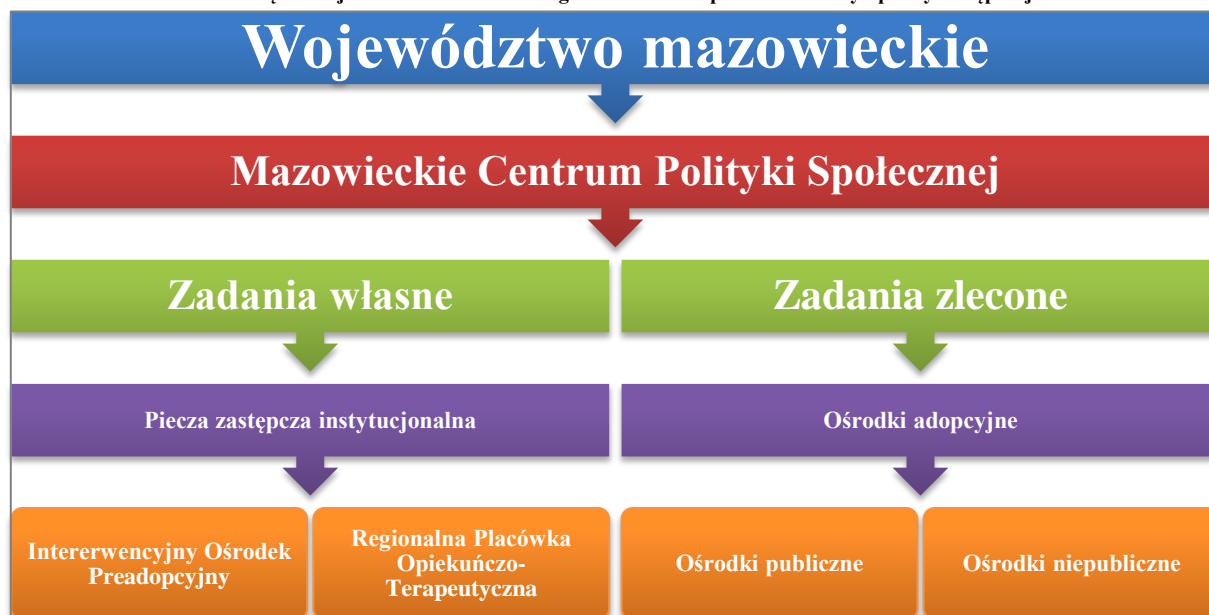 Województwo mazowieckie
Mazowieckie Centrum Polityki Społecznej
Zadania własne
Zadania zlecone
Piecza zastępcza instytucjonalna
Ośrodki adopcyjne
Intererwencyjny Ośrodek
Preadopcyjny
Regionalna Placówka
Opiekuńczo-
Terapeutyczna
Ośrodki publiczne
Ośrodki niepubliczne